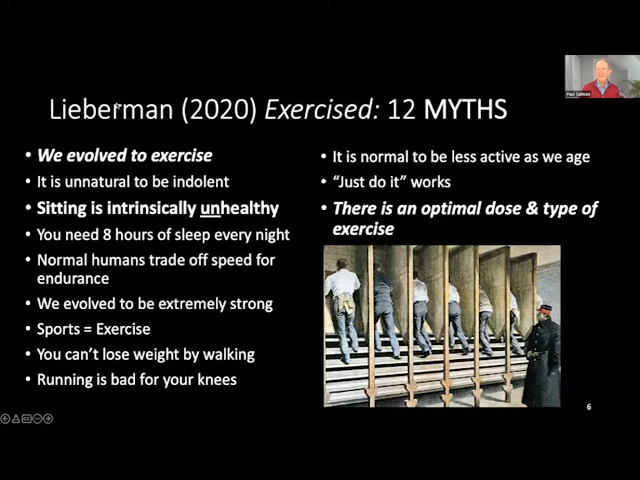 Lieberman (2020) Exercised: 12 MYTHS
• We evolved to exercise
• It is unnatural to be indolent
• Sitting is intrinsically unhealthy
• You need 8 hours of sleep every night
• Normal humans trade off speed for
endurance
• We evolved to be extremely strong
• Sports = Exercise
• You can’t lose weight by walking
• Running is bad for your knees
• It is normal to be less active as we age
• “Just do it” works
• There is an optimal dose & type of
exercise
Paul Salmon
6